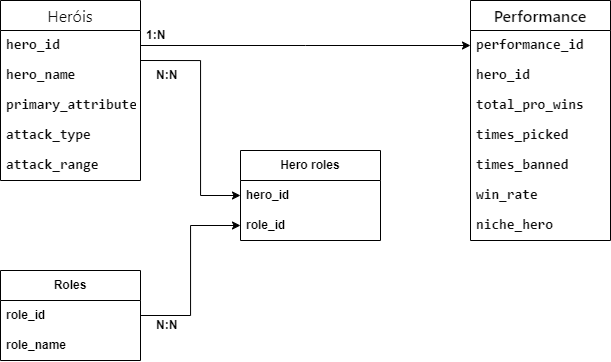 Heróis
hero_id
hero_name
primary_attribute
attack_type
attack_range
1:N
N:N
Performance
performance_id
hero_id
total_pro_wins
times_picked
times_banned
win_rate
niche_hero
Hero roles
hero_id
role_id
Roles
role_id
role_name
N:N